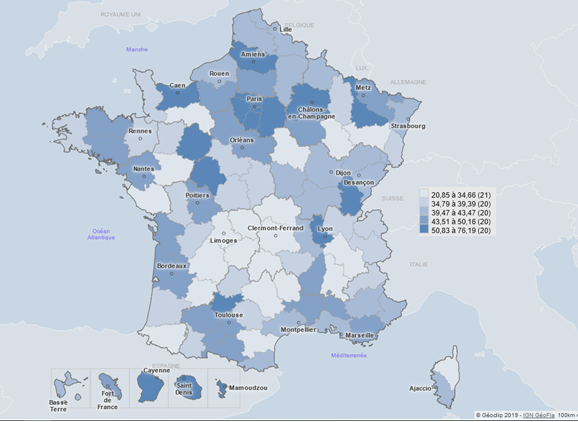 ROYAUME UNI
BELGIQUE
Lille
Manche
Amiens
LUX.
Rouen
ALLEMAGNE
Caen
Metz
Paris
Châlons
en-Champagne
Strasbourg
Rennes
Orléans
Nantes
Dijon
Besançon
Poitiers
SUISSE
20,85 à 34,66 (21)
34,79 à 39,39 (20)
39,47 à 43,47 (20)
43,51 à 50,16 (20)
50,83 à 76,19 (20)
Océan
Atlantique
Clermont-Ferrand
Lyon
Limoges
ITALIE
Bordeaux
Toulouse
Montpellier
Marseille
Méditerranée
ESPAGNE
Cayenne
Saint
Denis
Mamoudzou
Basse
Terre
Fort
de
France
Ajaccio
© Géoclip 2019 - IGN GéoFla 100km